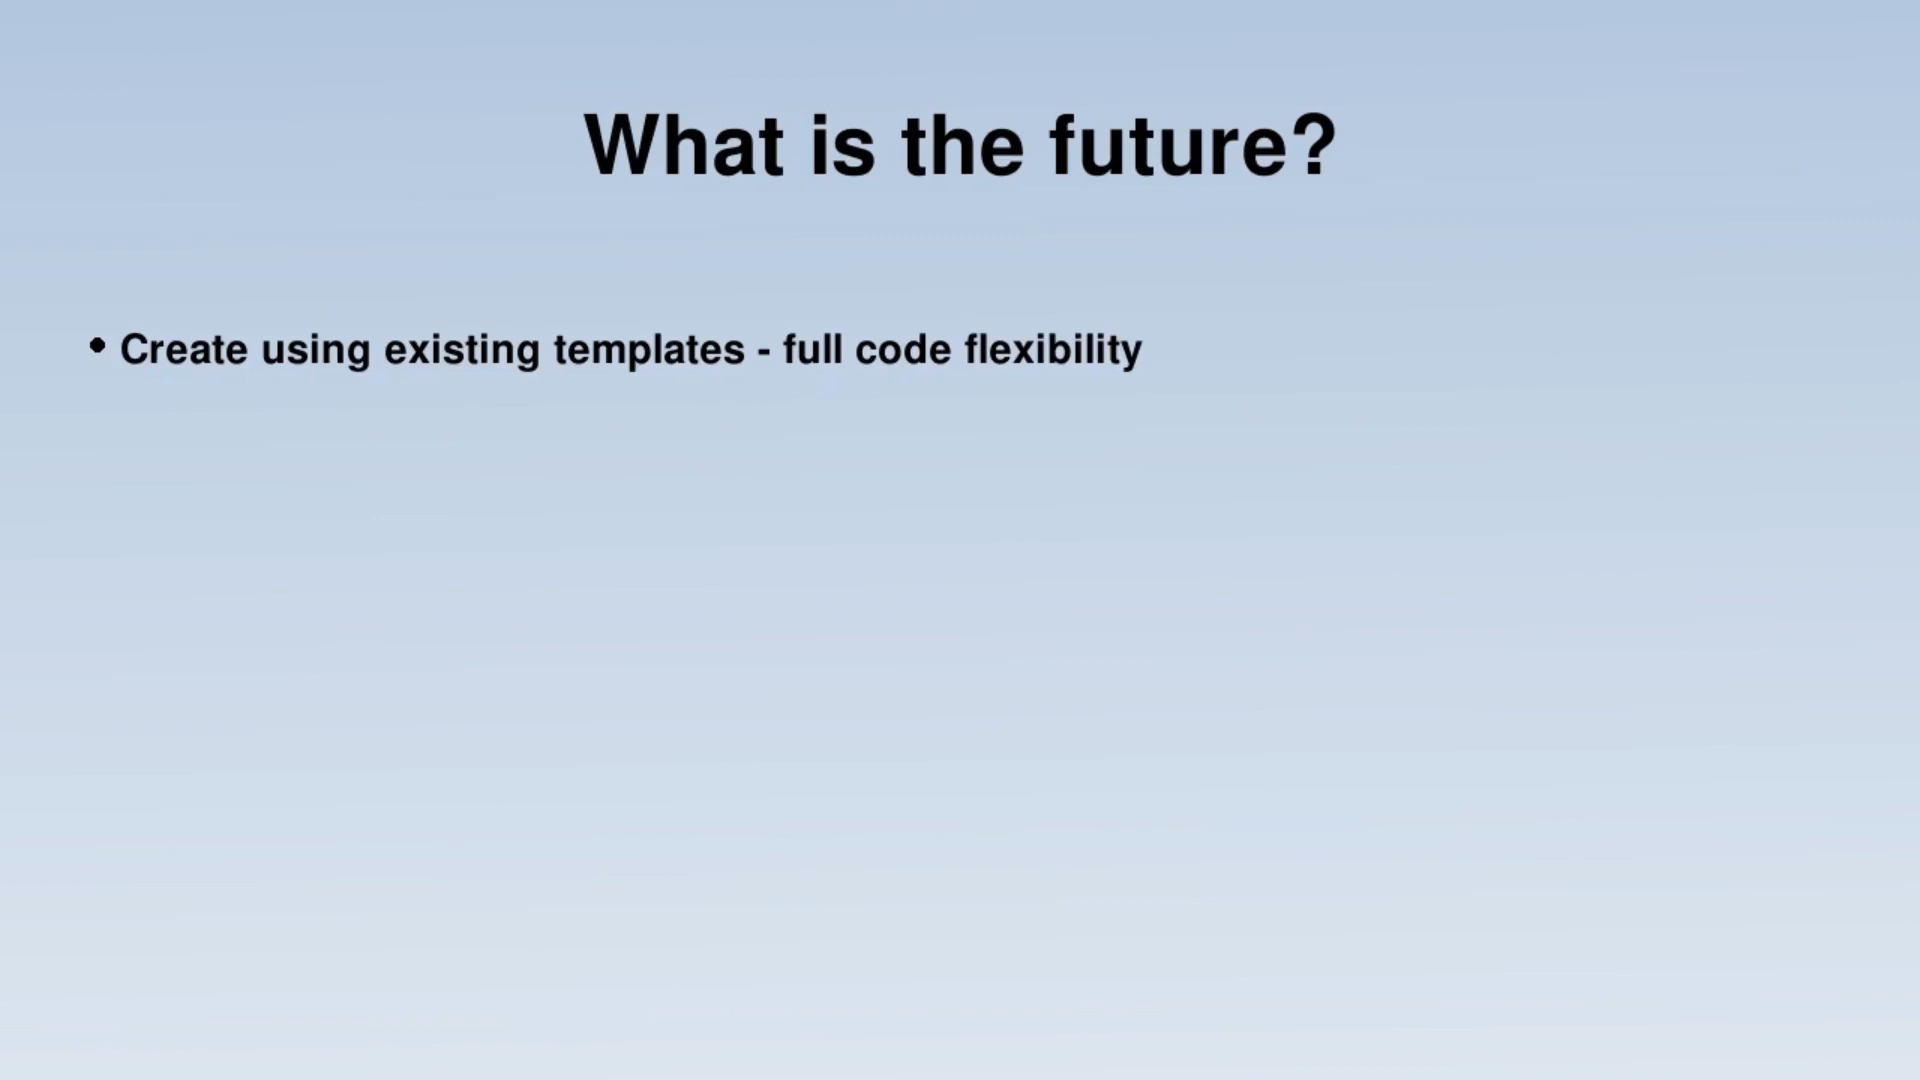 What is the future?
• Create using existing templates - full code flexibility